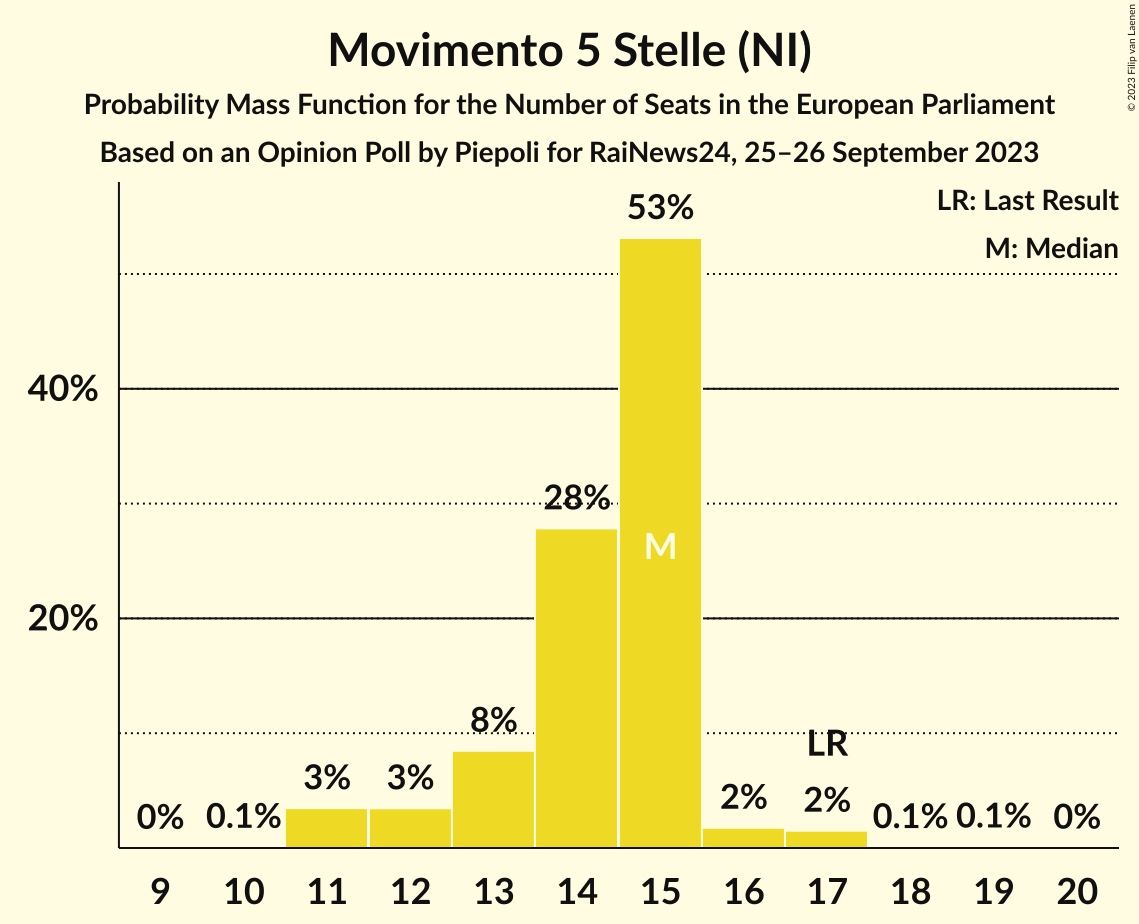 Movimento 5 Stelle (NI)
Probability Mass Function for the Number of Seats in the European Parliament
Based on an Opinion Poll by Piepoli for RaiNews24, 25–26 September 2023
© 2023 Filip van Laenen
LR: Last Result
M: Median
53%
40%
28%
M
20%
8%
LR
3% 3% 2% 2%
0% 0.1% 0.1% 0.1% 0%
9 10 11 12 13 14 15 16 17 18 19 20